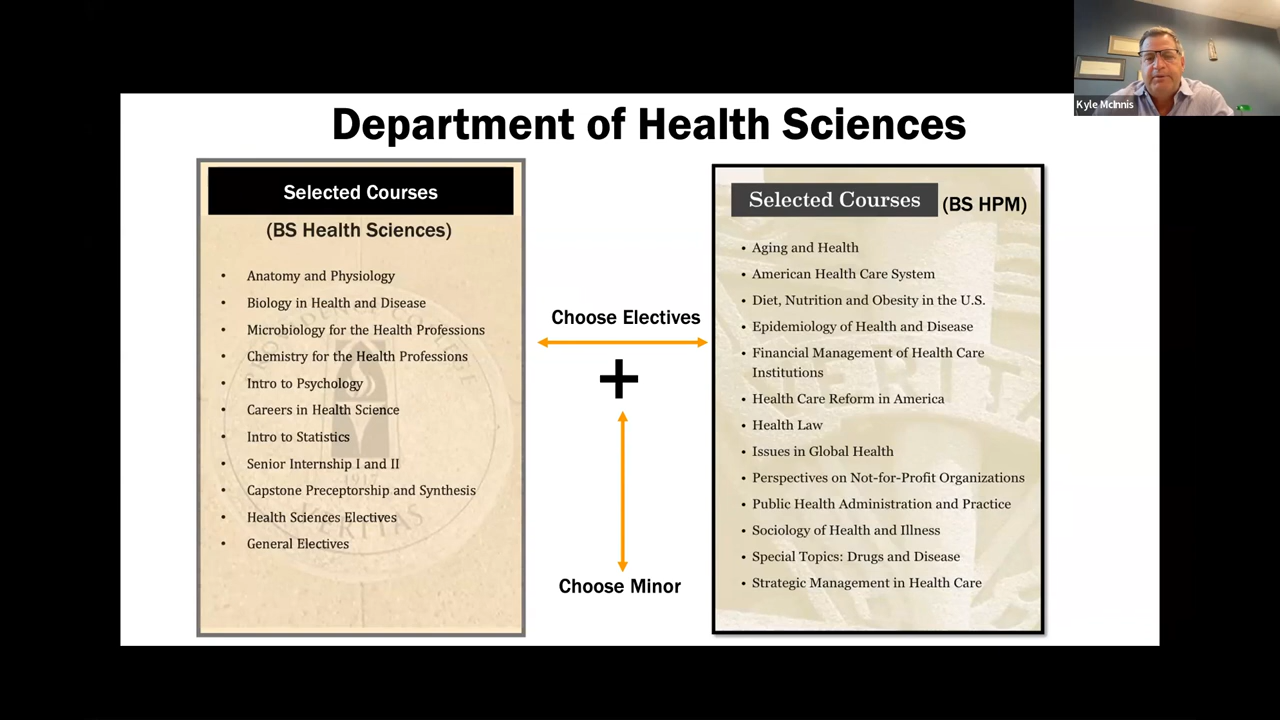 Kyle McInnis
Department of Health Sciences
Selected Courses
(BS Health Sciences)
• Anatomy and Physiology
• Biology in Health and Disease
• Microbiology for the Health Professions
• Chemistry for the Health Professions
• Intro to Psychology
• Careers in Health Science
• Intro to Statistics
• Senior Internship I and II
• Capstone Preceptorship and Synthesis
• Health Sciences Electives
• General Electives
PROVIDENCE COLLEGE
1917
VERITAS
Choose Electives
+
Choose Minor
Selected Courses (BS HPM)
• Aging and Health
• American Health Care System
• Diet, Nutrition and Obesity in the U.S.
• Epidemiology of Health and Disease
• Financial Management of Health Care
Institutions
• Health Care Reform in America
• Health Law
• Issues in Global Health
• Perspectives on Not-for-Profit Organizations
• Public Health Administration and Practice
• Sociology of Health and Illness
• Special Topics: Drugs and Disease
• Strategic Management in Health Care